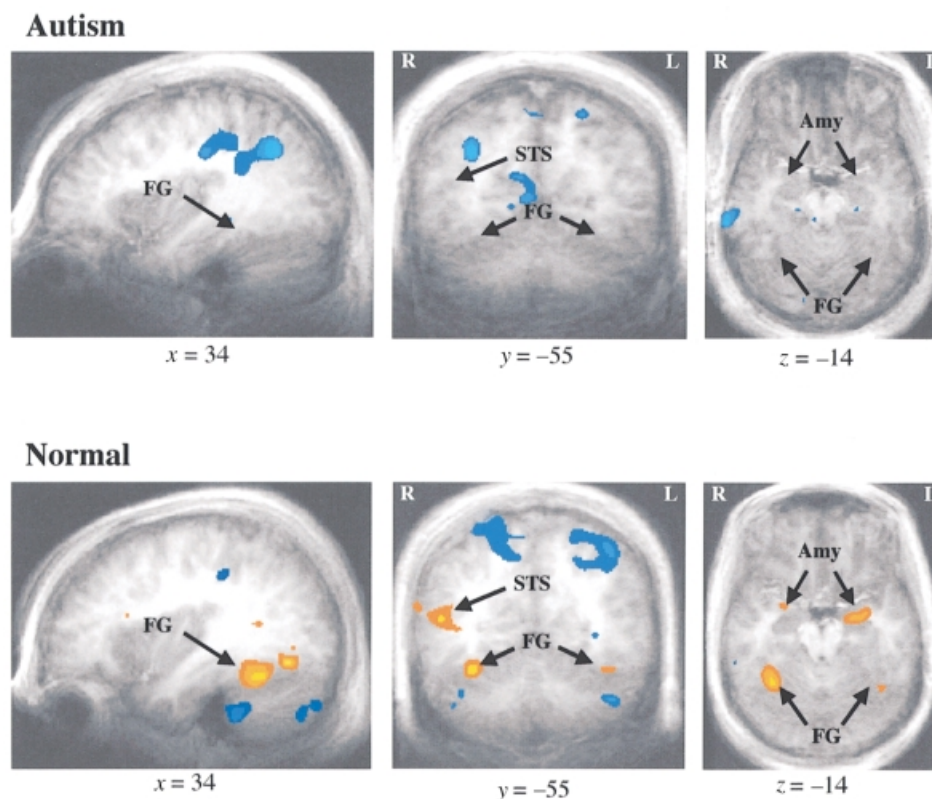 Autism
R L R
Amy
STS
FG
FG
FG
x = 34 y = –55 z = –14
Normal
R L R
Amy
STS
FG
FG
FG
x = 34 y = –55 z = –14